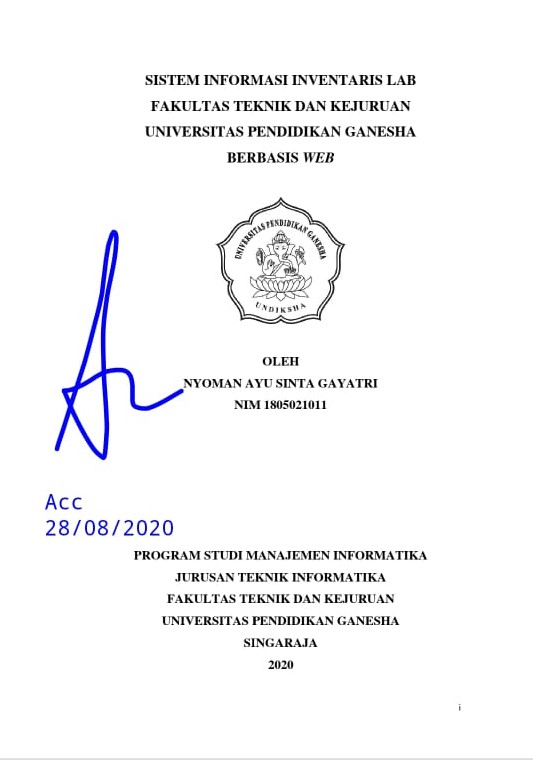 SISTEM INFORMASI INVENTARIS LAB
FAKULTAS TEKNIK DAN KEJURUAN
UNIVERSITAS PENDIDIKAN GANESHA
BERBASIS WEB
UNIVERSITAS PENDIDIKAN GANESHA
UNDIKSHA
OLEH
NYOMAN AYU SINTA GAYATRI
NIM 1805021011
Acc
28/08/2020
PROGRAM STUDI MANAJEMEN INFORMATIKA
JURUSAN TEKNIK INFORMATIKA
FAKULTAS TEKNIK DAN KEJURUAN
UNIVERSITAS PENDIDIKAN GANESHA
SINGARAJA
2020
i